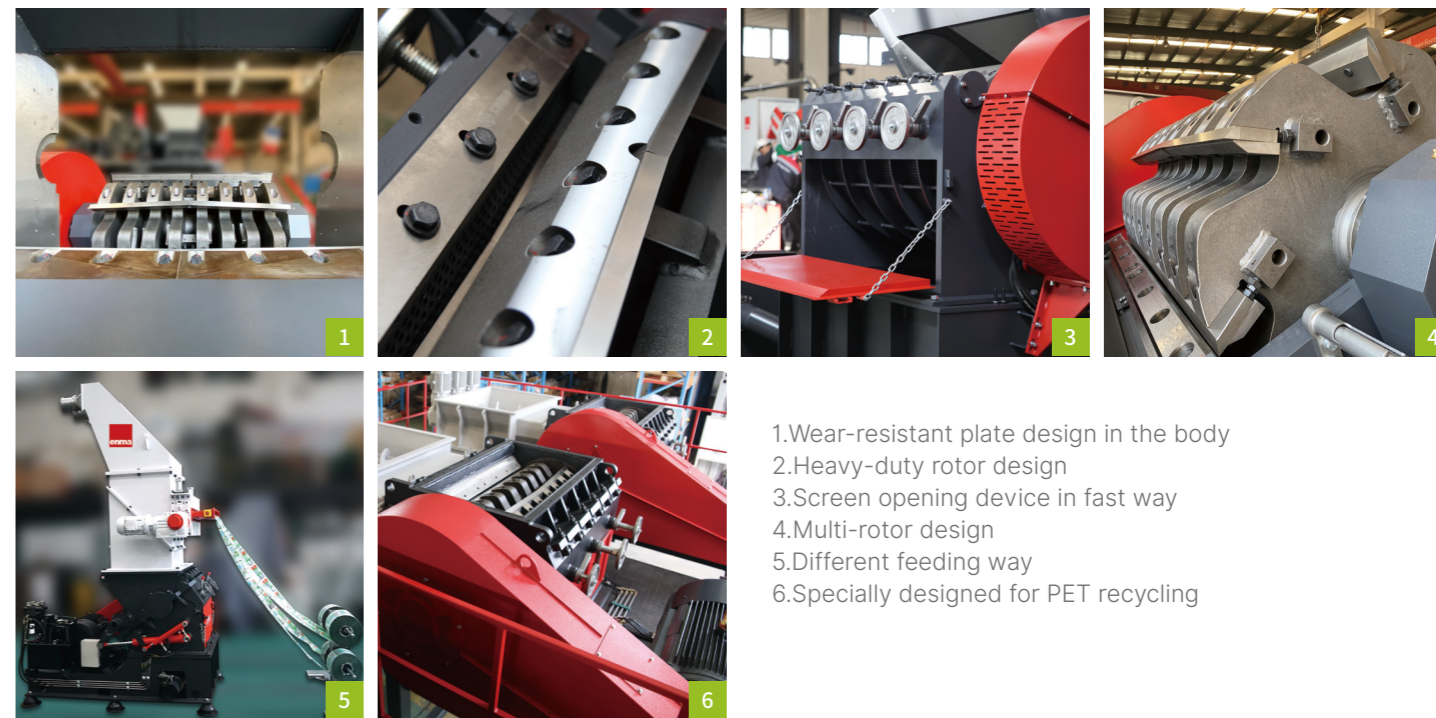 1
2
3
4
enma
5
6
1.Wear-resistant plate design in the body
2.Heavy-duty rotor design
3.Screen opening device in fast way
4.Multi-rotor design
5.Different feeding way
6.Specially designed for PET recycling